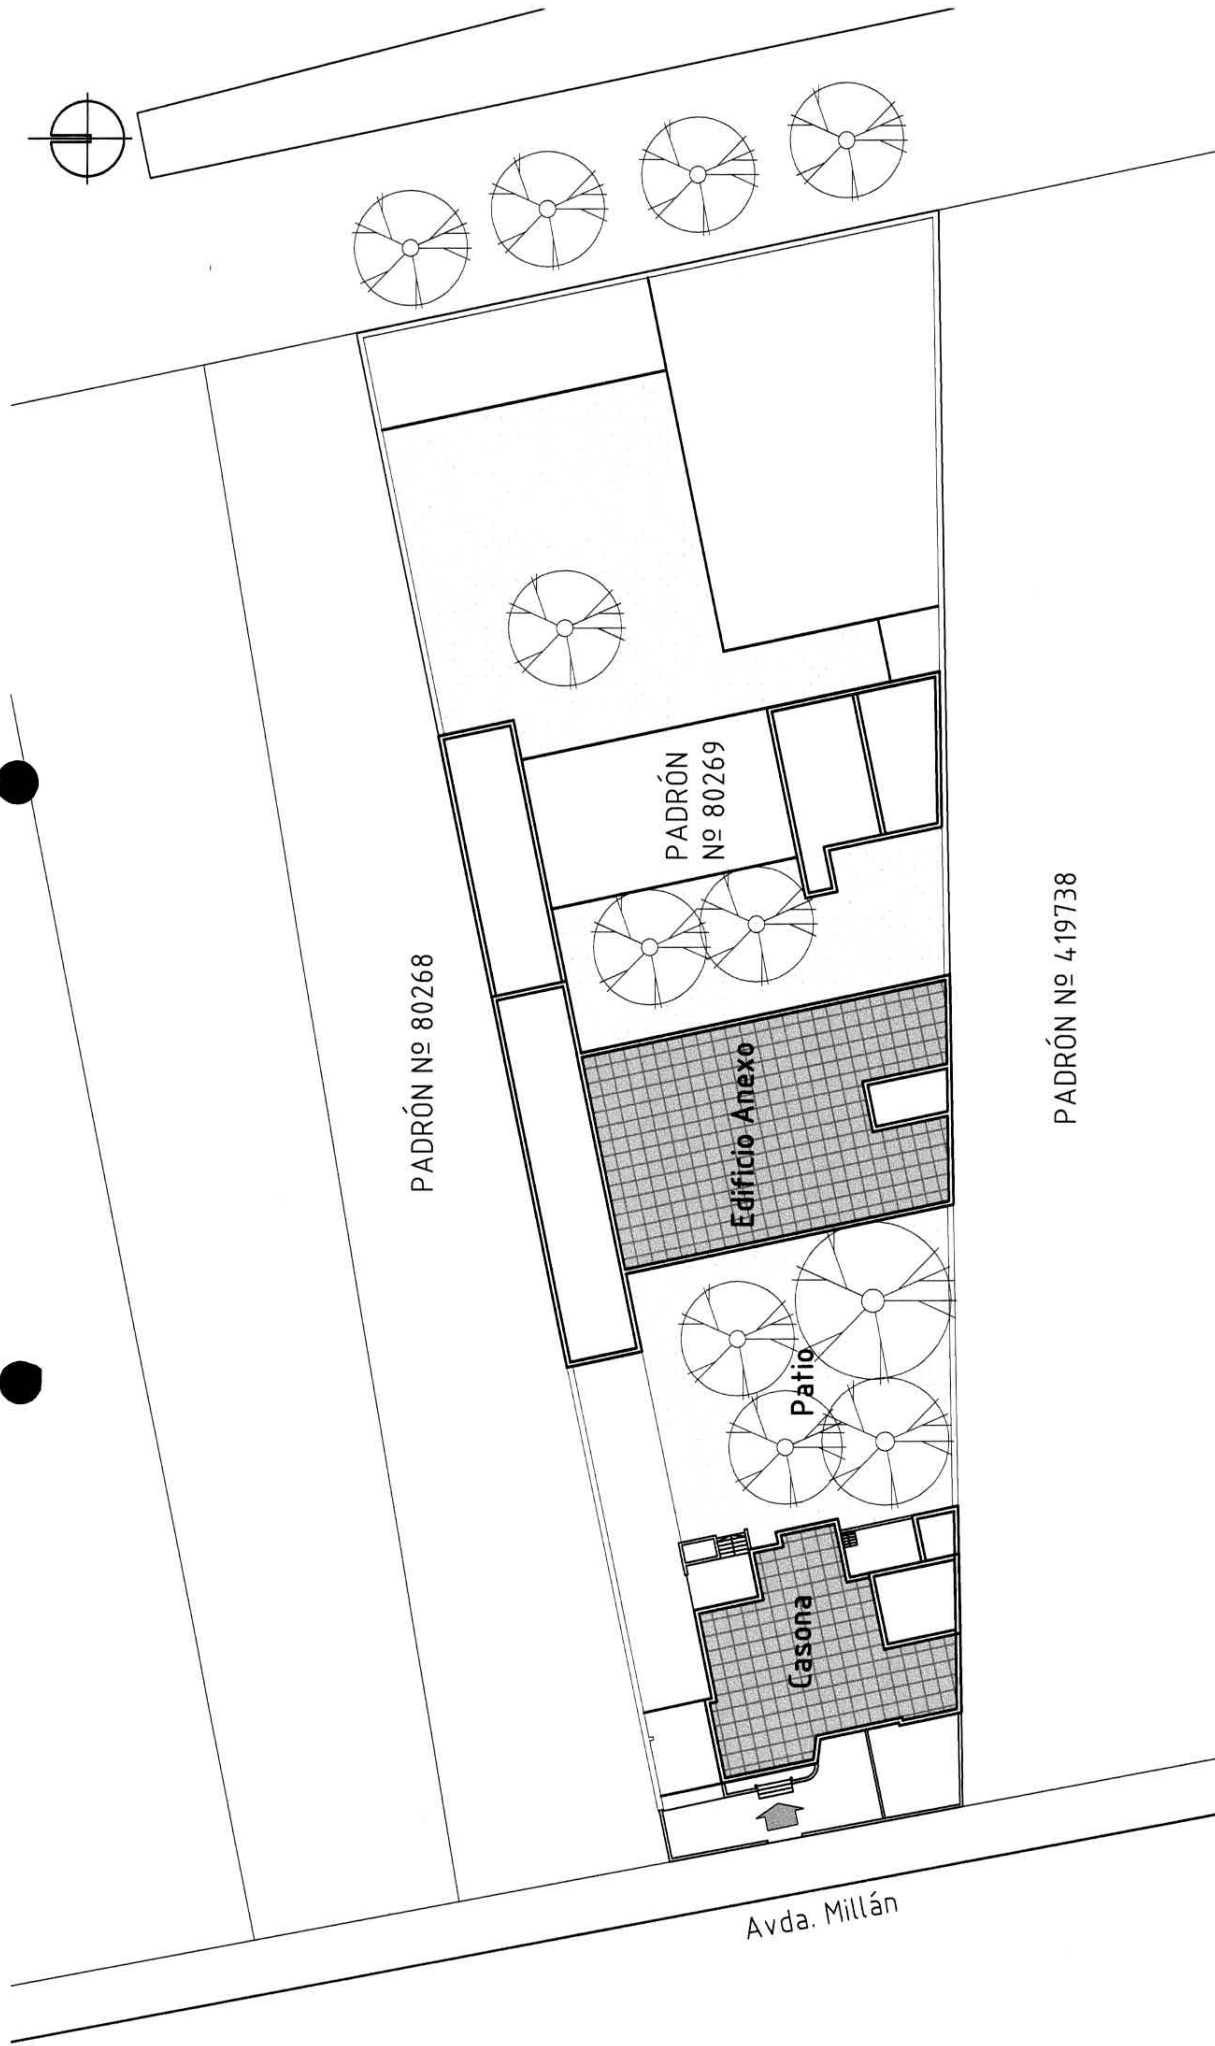 PADRÓN Nº 80268
PADRÓN
Nº 80269
Edificio Anexo
PADRÓN Nº 419738
Patio
Casona
Avda. Millán